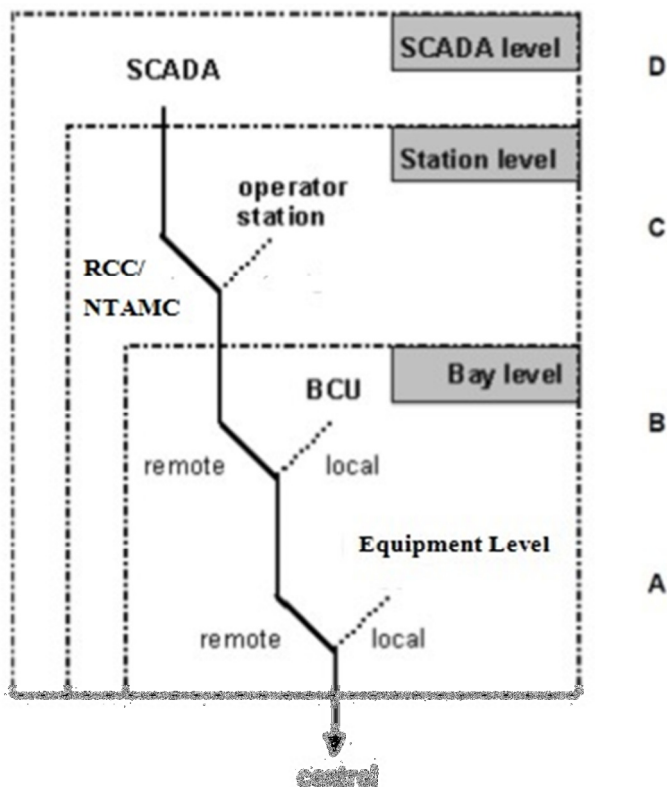 SCADA level
D
SCADA
Station level
operator
station
C
RCC/
NTAMC
Bay level
BCU
B
remote
local
Equipment Level
A
remote
local
control